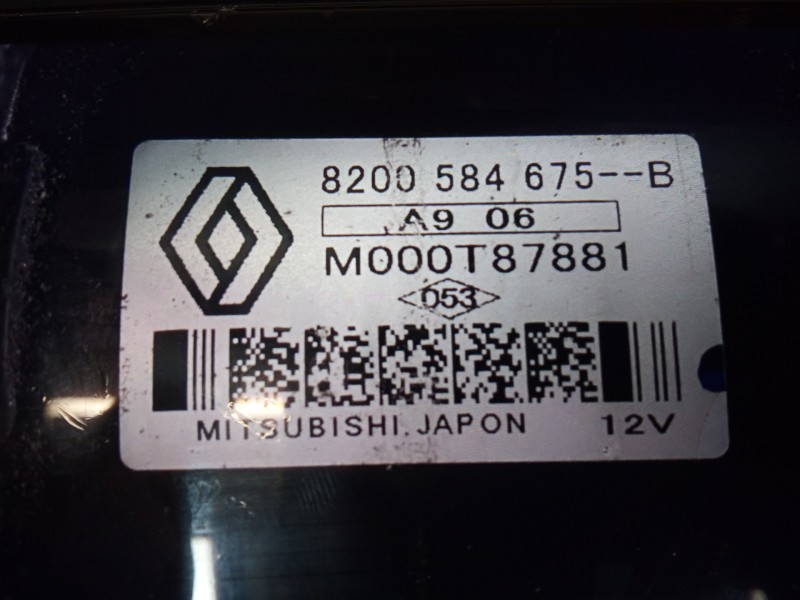 8200 584 675--B
A9 06
M000T87881
053
MITSUBISHI.JAPON 12V